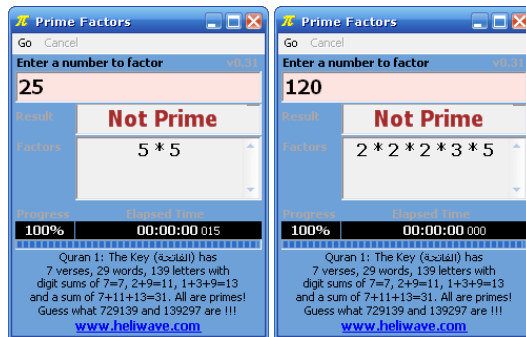 π Prime Factors
Go Cancel
Enter a number to factor v0.31
25
Result Not Prime
Factors 5 * 5
Progress Elapsed Time
100% 00:00:00 015
Quran 1: The Key (الفاتحة) has
7 verses, 29 words, 139 letters with
digit sums of 7=7, 2+9=11, 1+3+9=13
and a sum of 7+11+13=31. All are primes!
Guess what 729139 and 139297 are !!!
www.heliwave.com
π Prime Factors
Go Cancel
Enter a number to factor v0.31
120
Result Not Prime
Factors 2 * 2 * 2 * 3 * 5
Progress Elapsed Time
100% 00:00:00 000
Quran 1: The Key (الفاتحة) has
7 verses, 29 words, 139 letters with
digit sums of 7=7, 2+9=11, 1+3+9=13
and a sum of 7+11+13=31. All are primes!
Guess what 729139 and 139297 are !!!
www.heliwave.com